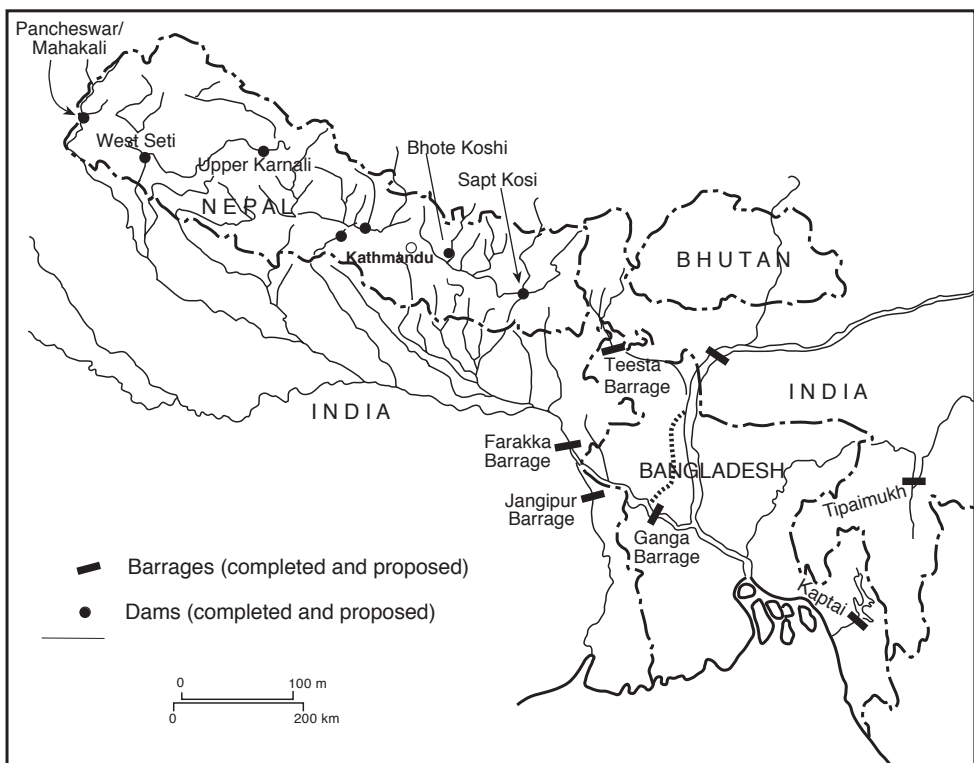 Pancheswar/
Mahakali
West Seti
Upper Karnali
Bhote Koshi
Sapt Kosi
NEPAL
Kathmandu
BHUTAN
Teesta
Barrage
INDIA
INDIA
Farakka
Barrage
BANGLADESH
Jangipur
Barrage
Ganga
Barrage
Tipaimukh
Kaptai
Barrages (completed and proposed)
Dams (completed and proposed)
0 100 m
0 200 km